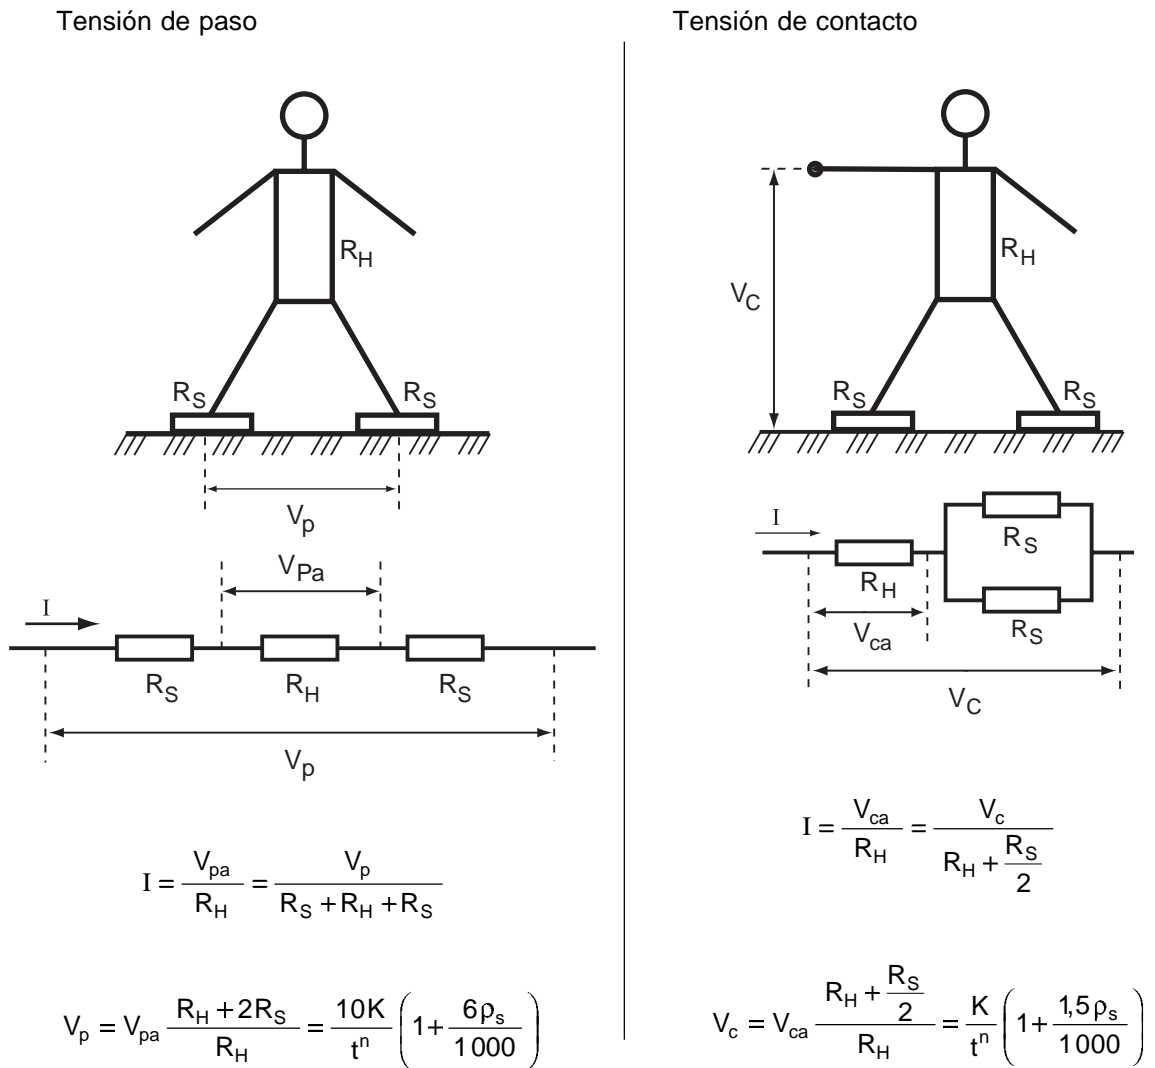 Tensión de paso
R_H
R_S R_S
V_p
V_Pa
I
R_S R_H R_S
V_p
I = V_pa / R_H = V_p / (R_S + R_H + R_S)
V_p = V_pa (R_H + 2R_S) / R_H = 10K / t^n (1 + 6ρ_s / 1000)
Tensión de contacto
R_H
V_C
R_S R_S
I
R_S
R_H
V_ca
R_S
V_C
I = V_ca / R_H = V_c / (R_H + R_S / 2)
V_c = V_ca (R_H + R_S / 2) / R_H = K / t^n (1 + 1,5 ρ_s / 1000)